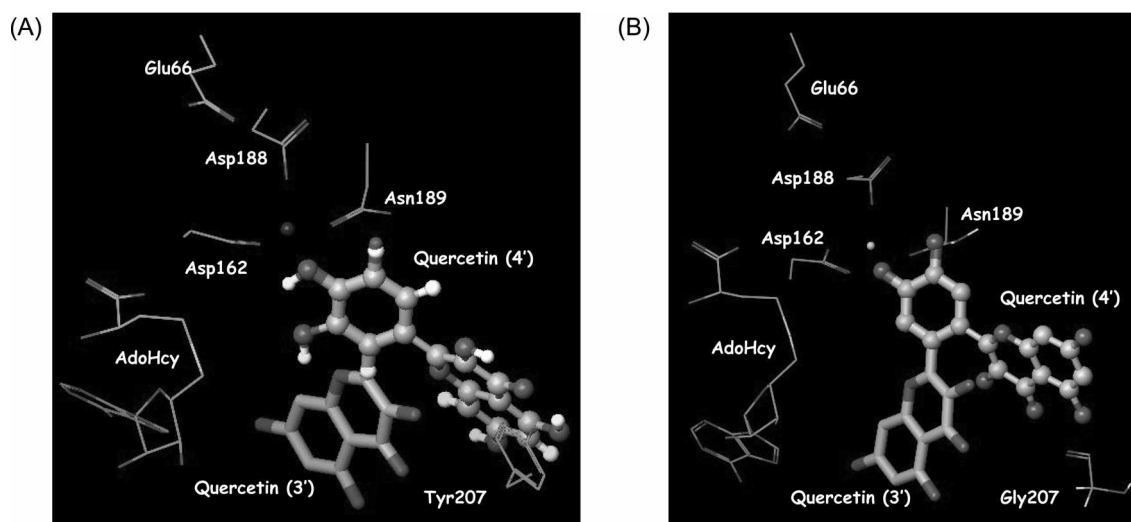 (A)
Glu66
Asp188
Asn189
Asp162
Quercetin (4')
AdoHcy
Quercetin (3')
Tyr207
(B)
Glu66
Asp188
Asn189
Asp162
Quercetin (4')
AdoHcy
Quercetin (3')
Gly207